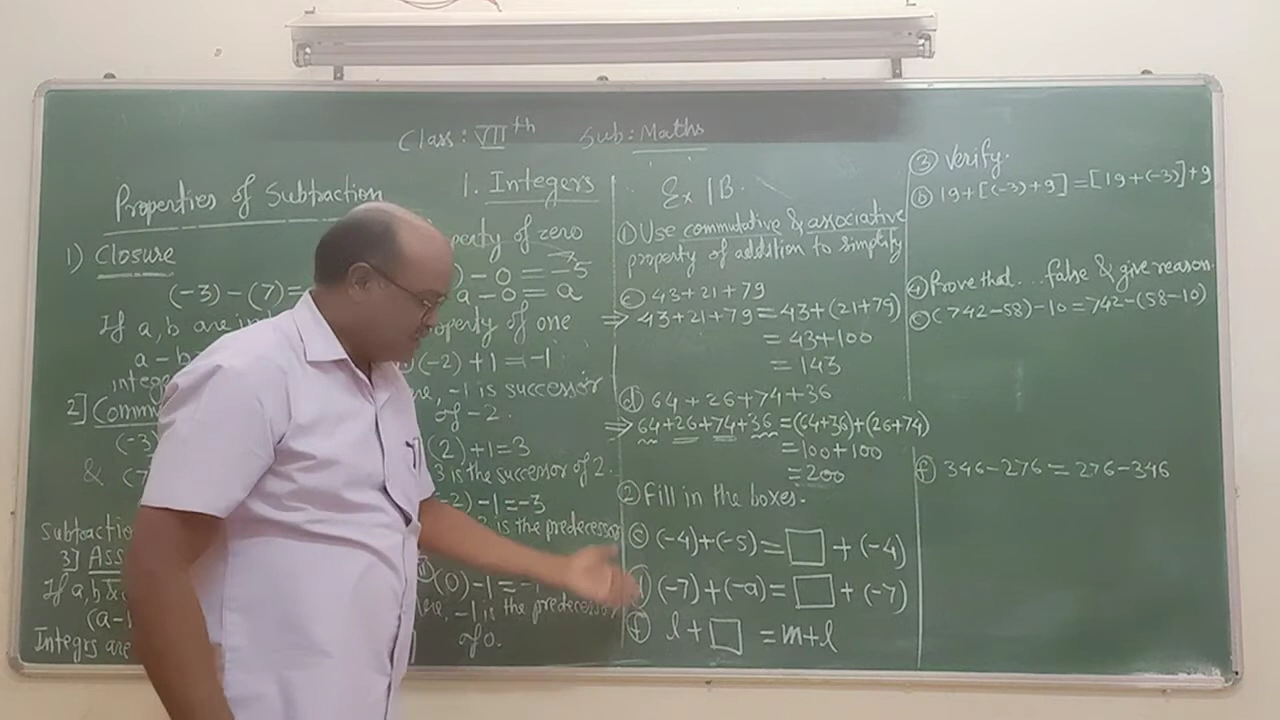 Class: VIIth Sub: Maths
1. Integers
Properties of Subtraction
1) Closure
(-3)-(7)=
If a, b are in
a-b
intege
2] Comm
(-3)
& (7
Subtractio
3] Ass
If a, b &
(a-
Integrs are
perty of zero
)-0=-5
a-0=a
operty of one
(-2)+1=-1
ere, -1 is successor
of -2.
(2)+1=3
3 is the successor of 2.
-2)-1=-3
is the predecessor
(0)-1=-1
ere, -1 is the predecessor
of 0.
Ex 1B.
① Use commutative & associative
property of addition to simplify
c 43+21+79
⇒ 43+21+79=43+(21+79)
=43+100
=143
d 64+26+74+36
⇒ 64+26+74+36=(64+36)+(26+74)
=100+100
=200
② Fill in the boxes.
c (-4)+(-5)=□+(-4)
(-7)+(-a)=□+(-7)
f l+□=m+l
③ Verify.
b 19+[(-3)+9]=[19+(-3)]+9
④ Prove that... false & give reason.
c (742-58)-10=742-(58-10)
f 346-276=276-346